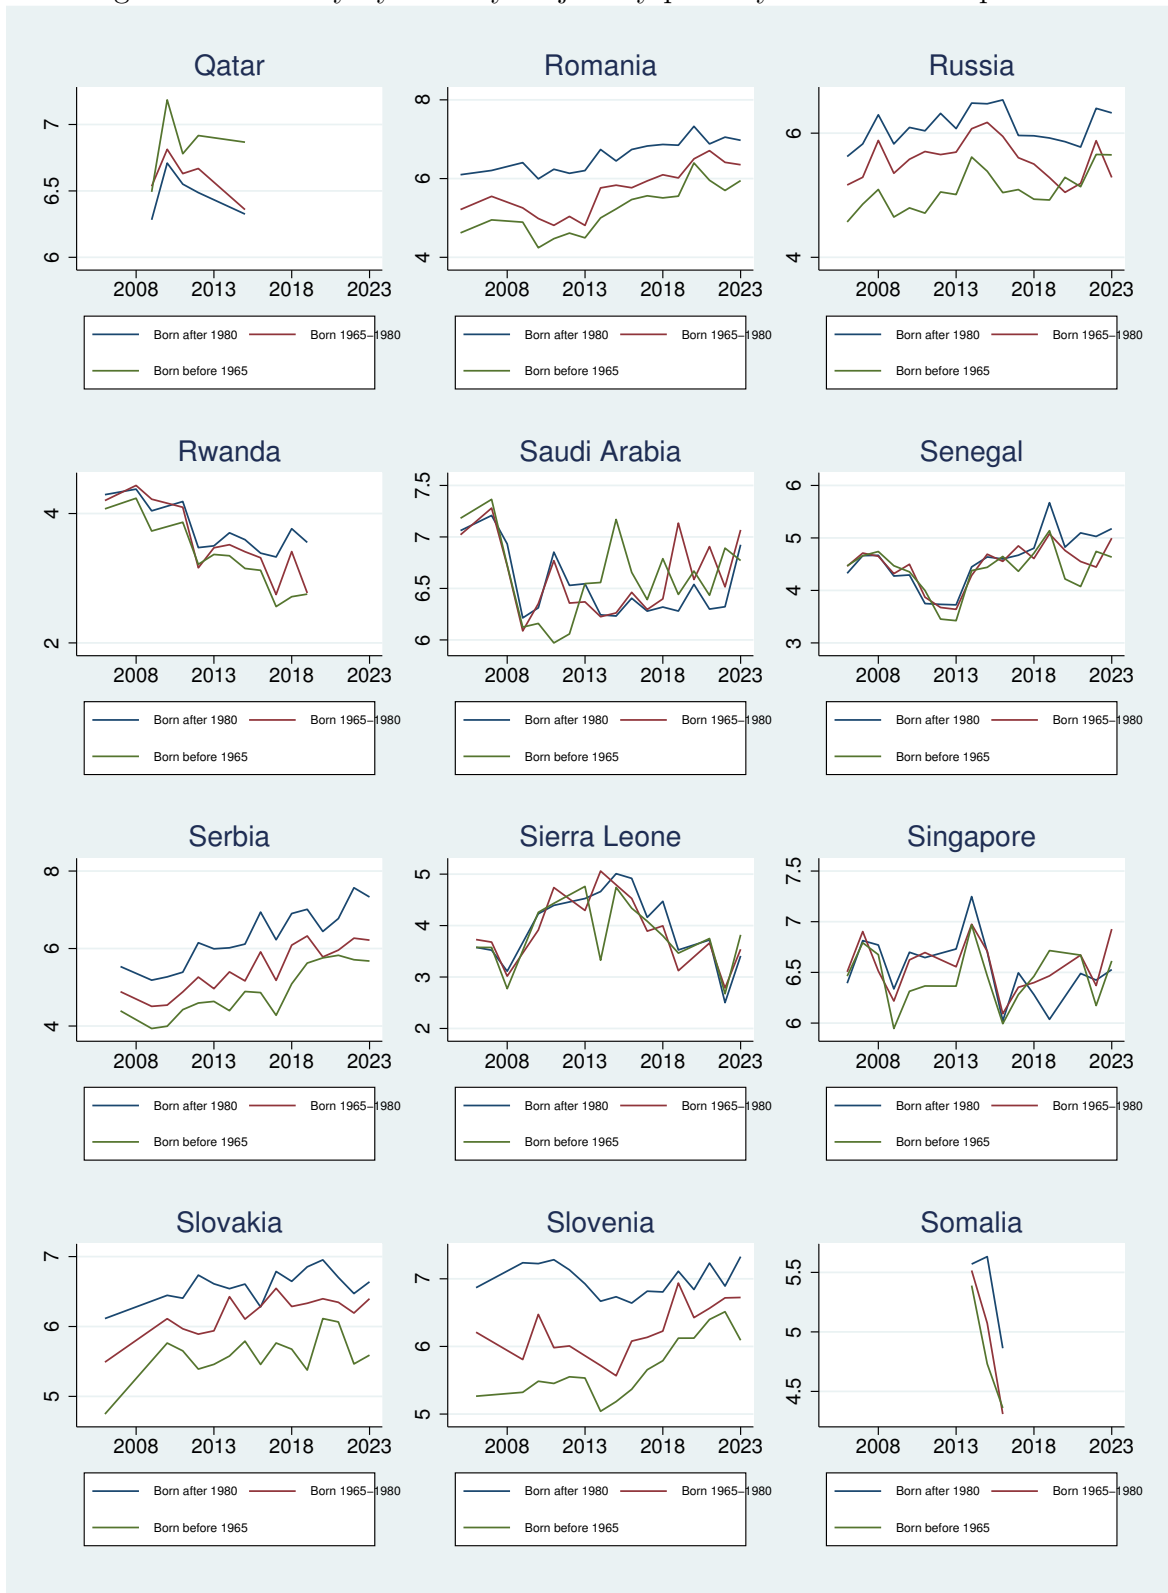 Qatar Romania Russia
7 8 6
6.5 6
6 4 4
2008 2013 2018 2023 2008 2013 2018 2023 2008 2013 2018 2023
Born after 1980 Born 1965–1980 Born after 1980 Born 1965–1980 Born after 1980 Born 1965–1980
Born before 1965 Born before 1965 Born before 1965
Rwanda Saudi Arabia Senegal
4 7.5 6
2 7 5
6.5 4
6 3
2008 2013 2018 2023 2008 2013 2018 2023 2008 2013 2018 2023
Born after 1980 Born 1965–1980 Born after 1980 Born 1965–1980 Born after 1980 Born 1965–1980
Born before 1965 Born before 1965 Born before 1965
Serbia Sierra Leone Singapore
8 5 7.5
6 4 7
4 3 6.5
2 6
2008 2013 2018 2023 2008 2013 2018 2023 2008 2013 2018 2023
Born after 1980 Born 1965–1980 Born after 1980 Born 1965–1980 Born after 1980 Born 1965–1980
Born before 1965 Born before 1965 Born before 1965
Slovakia Slovenia Somalia
7 7 5.5
6 6 5
5 5 4.5
2008 2013 2018 2023 2008 2013 2018 2023 2008 2013 2018 2023
Born after 1980 Born 1965–1980 Born after 1980 Born 1965–1980 Born after 1980 Born 1965–1980
Born before 1965 Born before 1965 Born before 1965